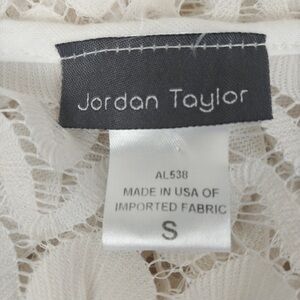 Jordan Taylor
AL538
MADE IN USA OF
IMPORTED FABRIC
S